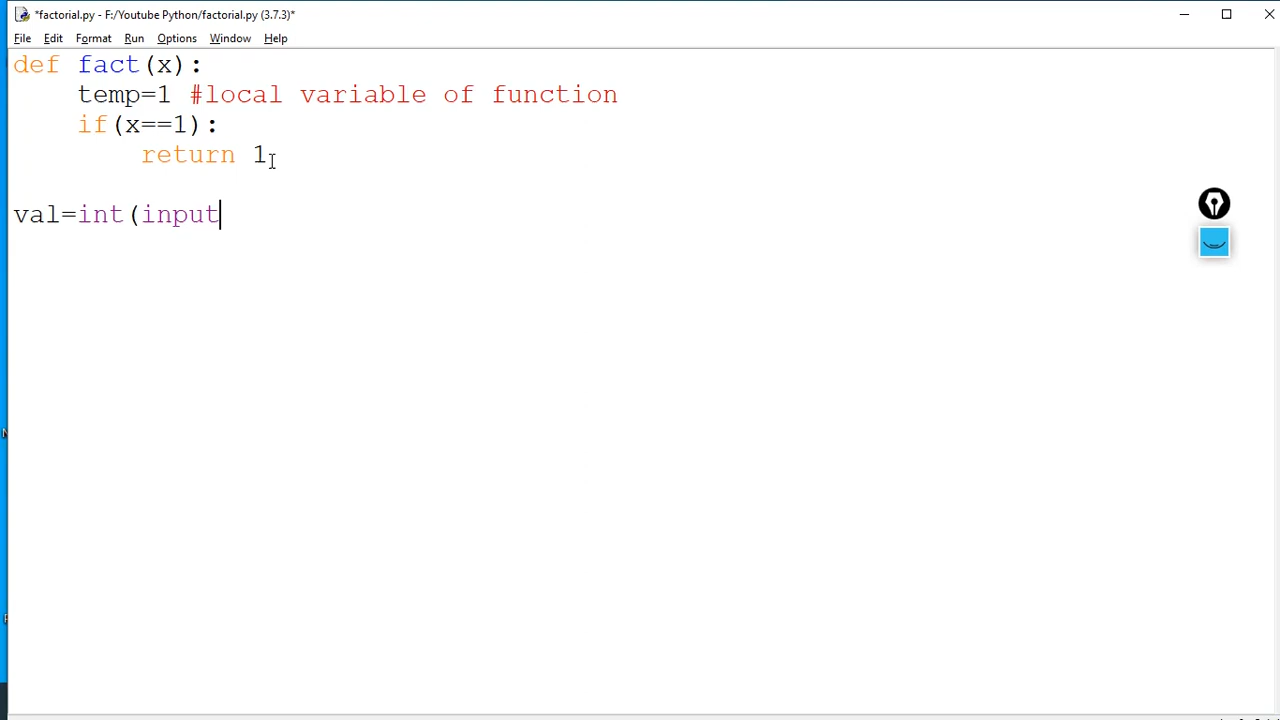 *factorial.py - F:/Youtube Python/factorial.py (3.7.3)*
File Edit Format Run Options Window Help
def fact(x):
    temp=1 #local variable of function
    if(x==1):
        return 1
val=int(input